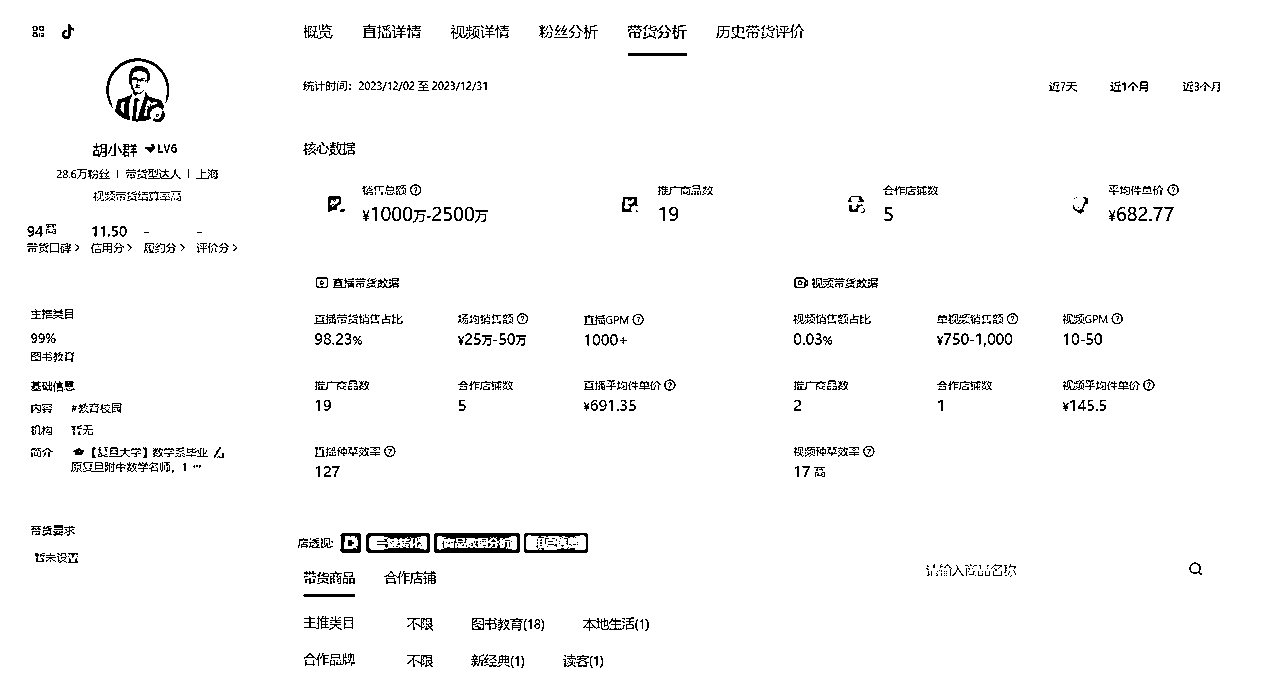 概览 直播详情 视频详情 粉丝分析 带货分析 历史带货评价
统计时间: 2023/12/02 至 2023/12/31
近7天 近1个月 近3个月
胡小群 LV6
28.6万粉丝 | 带货型达人 | 上海
视频带货结算率高
94高 11.50 - -
带货口碑 > 信用分 > 履约分 > 评价分 >
主推类目
99%
图书教育
基础信息
内容 #教育校园
机构 暂无
简介 【复旦大学】数学系毕业
原复旦附中数学名师，1 ···
带货要求
暂未设置
核心数据
销售总额 推广商品数 合作店铺数 平均件单价
¥1000万-2500万 19 5 ¥682.77
直播带货数据
直播带货销售占比 场均销售额 直播GPM
98.23% ¥25万-50万 1000+
推广商品数 合作店铺数 直播平均件单价
19 5 ¥691.35
直播种草效率
127
视频带货数据
视频销售额占比 单视频销售额 视频GPM
0.03% ¥750-1,000 10-50
推广商品数 合作店铺数 视频平均件单价
2 1 ¥145.5
视频种草效率
17 高
店透视: 商品数据分析
带货商品 合作店铺
请输入商品名称
主推类目 不限 图书教育(18) 本地生活(1)
合作品牌 不限 新经典(1) 读客(1)